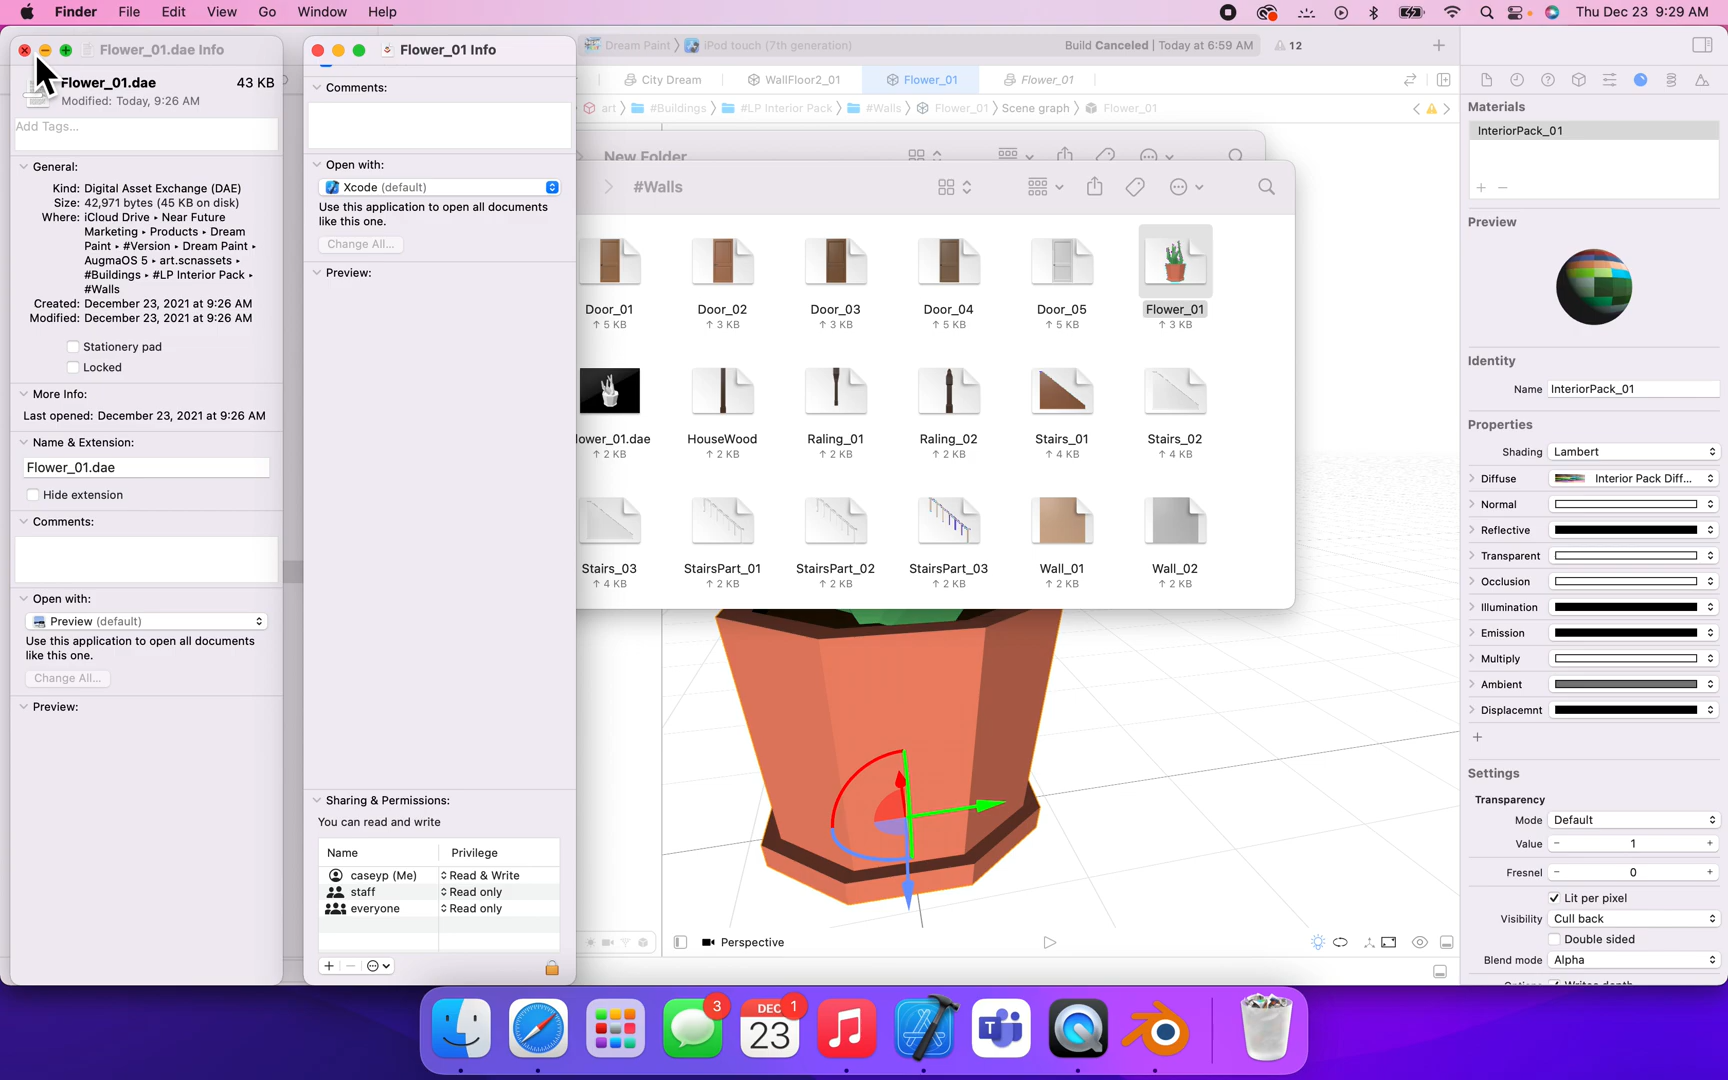 Finder File Edit View Go Window Help
Thu Dec 23 9:29 AM
Flower_01.dae Info
Flower_01.dae 43 KB
Modified: Today, 9:26 AM
Add Tags...
General:
Kind: Digital Asset Exchange (DAE)
Size: 42,971 bytes (45 KB on disk)
Where: iCloud Drive ▸ Near Future
Marketing ▸ Products ▸ Dream
Paint ▸ #Version ▸ Dream Paint ▸
AugmaOS 5 ▸ art.scnassets ▸
#Buildings ▸ #LP Interior Pack ▸
#Walls
Created: December 23, 2021 at 9:26 AM
Modified: December 23, 2021 at 9:26 AM
Stationery pad
Locked
More Info:
Last opened: December 23, 2021 at 9:26 AM
Name & Extension:
Flower_01.dae
Hide extension
Comments:
Open with:
Preview (default)
Use this application to open all documents
like this one.
Change All...
Preview:
Flower_01 Info
Comments:
Open with:
Xcode (default)
Use this application to open all documents
like this one.
Change All...
Preview:
Sharing & Permissions:
You can read and write
Name Privilege
caseyp (Me) Read & Write
staff Read only
everyone Read only
Dream Paint 〉 iPod touch (7th generation)
Build Canceled | Today at 6:59 AM
12
City Dream WallFloor2_01 Flower_01 Flower_01
art 〉 #Buildings 〉 #LP Interior Pack 〉 #Walls 〉 Flower_01 〉 Scene graph 〉 Flower_01
New Folder
#Walls
Door_01 Door_02 Door_03 Door_04 Door_05 Flower_01
5 KB 3 KB 3 KB 5 KB 5 KB 3 KB
lower_01.dae HouseWood Raling_01 Raling_02 Stairs_01 Stairs_02
2 KB 2 KB 2 KB 2 KB 4 KB 4 KB
Stairs_03 StairsPart_01 StairsPart_02 StairsPart_03 Wall_01 Wall_02
4 KB 2 KB 2 KB 2 KB 2 KB 2 KB
Perspective
Materials
InteriorPack_01
Preview
Identity
Name InteriorPack_01
Properties
Shading Lambert
Diffuse Interior Pack Diff...
Normal
Reflective
Transparent
Occlusion
Illumination
Emission
Multiply
Ambient
Displacemnt
Settings
Transparency
Mode Default
Value 1
Fresnel 0
Lit per pixel
Visibility Cull back
Double sided
Blend mode Alpha
3
DEC 1
23